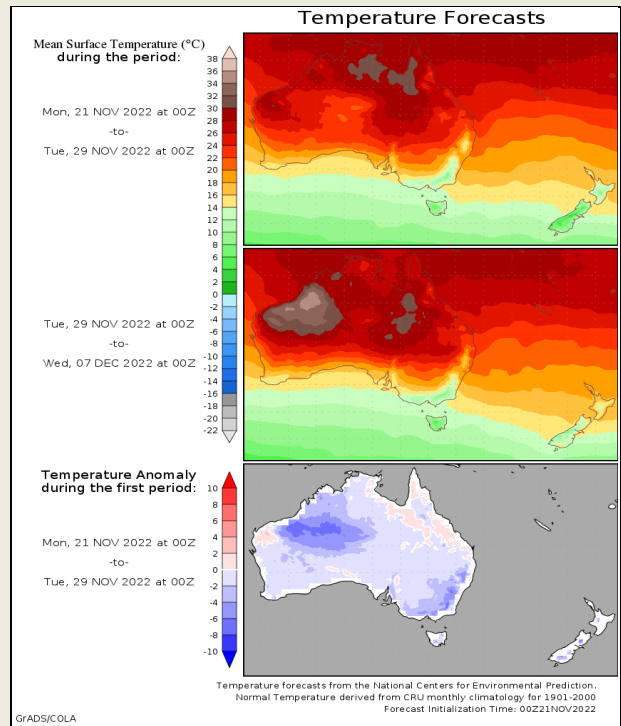 Temperature Forecasts
Mean Surface Temperature (°C)
during the period:
Mon, 21 NOV 2022 at 00Z
-to-
Tue, 29 NOV 2022 at 00Z
38
36
34
32
30
28
26
24
22
20
18
16
14
12
10
8
6
4
2
0
-2
-4
-6
-8
-10
-12
-14
-16
-18
-20
-22
Tue, 29 NOV 2022 at 00Z
-to-
Wed, 07 DEC 2022 at 00Z
Temperature Anomaly
during the first period:
Mon, 21 NOV 2022 at 00Z
-to-
Tue, 29 NOV 2022 at 00Z
10
8
6
4
2
0
-2
-4
-6
-8
-10
Temperature forecasts from the National Centers for Environmental Prediction.
Normal Temperature derived from CRU monthly climatology for 1901-2000
Forecast Initialization Time: 00Z21NOV2022
GrADS/COLA